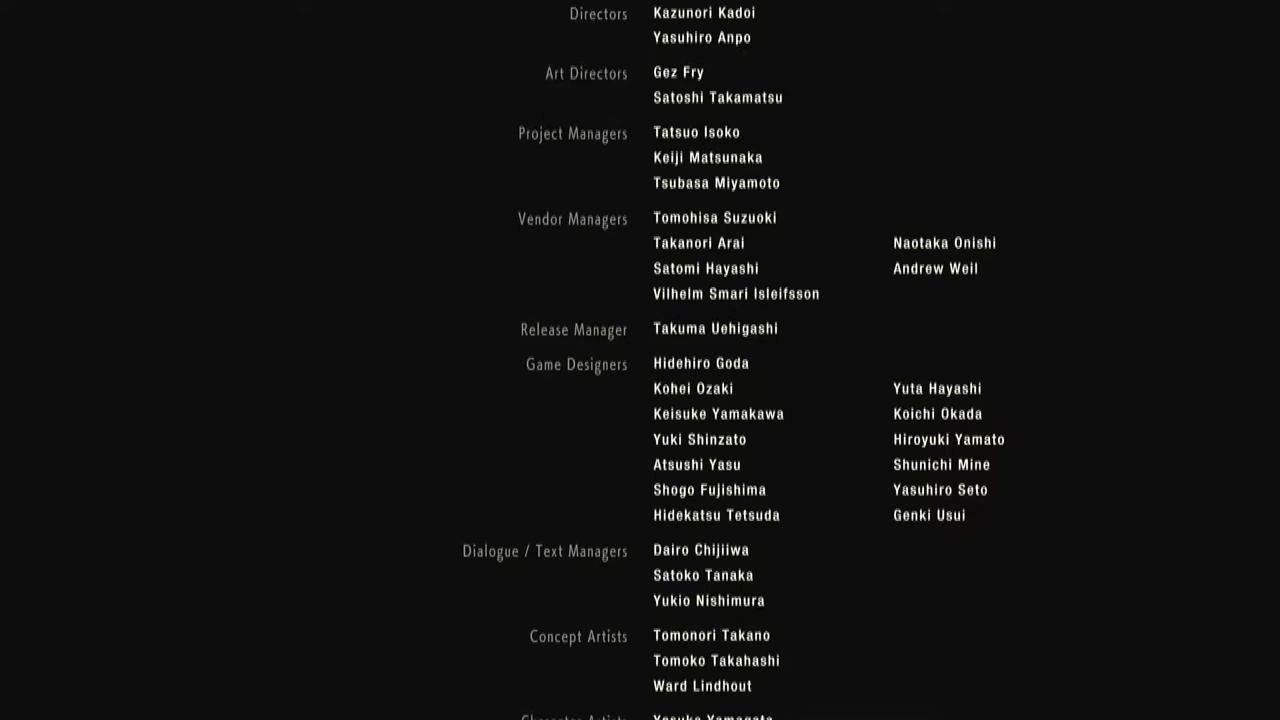 Directors Kazunori Kadoi
Yasuhiro Anpo
Art Directors Gez Fry
Satoshi Takamatsu
Project Managers Tatsuo Isoko
Keiji Matsunaka
Tsubasa Miyamoto
Vendor Managers Tomohisa Suzuoki
Takanori Arai Naotaka Onishi
Satomi Hayashi Andrew Weil
Vilhelm Smari Isleifsson
Release Manager Takuma Uehigashi
Game Designers Hidehiro Goda
Kohei Ozaki Yuta Hayashi
Keisuke Yamakawa Koichi Okada
Yuki Shinzato Hiroyuki Yamato
Atsushi Yasu Shunichi Mine
Shogo Fujishima Yasuhiro Seto
Hidekatsu Tetsuda Genki Usui
Dialogue / Text Managers Dairo Chijiiwa
Satoko Tanaka
Yukio Nishimura
Concept Artists Tomonori Takano
Tomoko Takahashi
Ward Lindhout